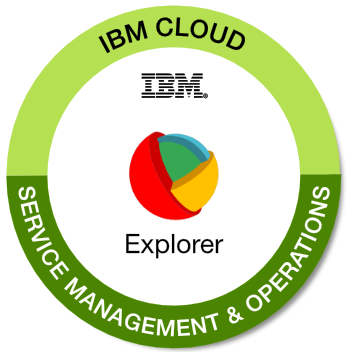 IBM CLOUD
IBM®
Explorer
SERVICE MANAGEMENT & OPERATIONS